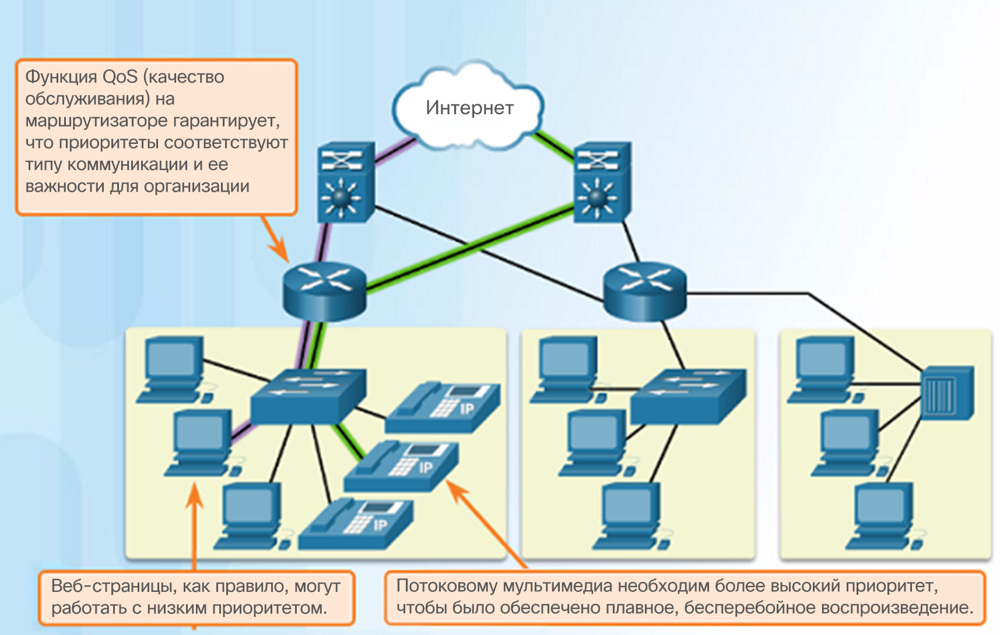 Функция QoS (качество
обслуживания) на
маршрутизаторе гарантирует,
что приоритеты соответствуют
типу коммуникации и ее
важности для организации
Интернет
IP
IP
IP
Веб-страницы, как правило, могут
работать с низким приоритетом.
Потоковому мультимедиа необходим более высокий приоритет,
чтобы было обеспечено плавное, бесперебойное воспроизведение.